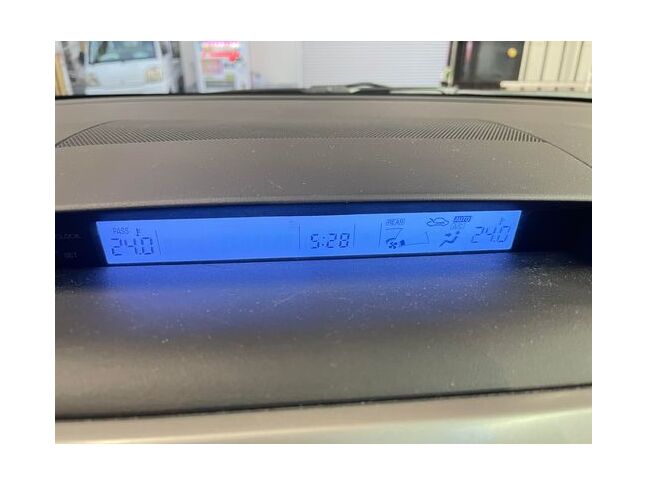 PASS
24.0
5:28
REAR
AUTO
A/C
24.0
CLOCK
SET